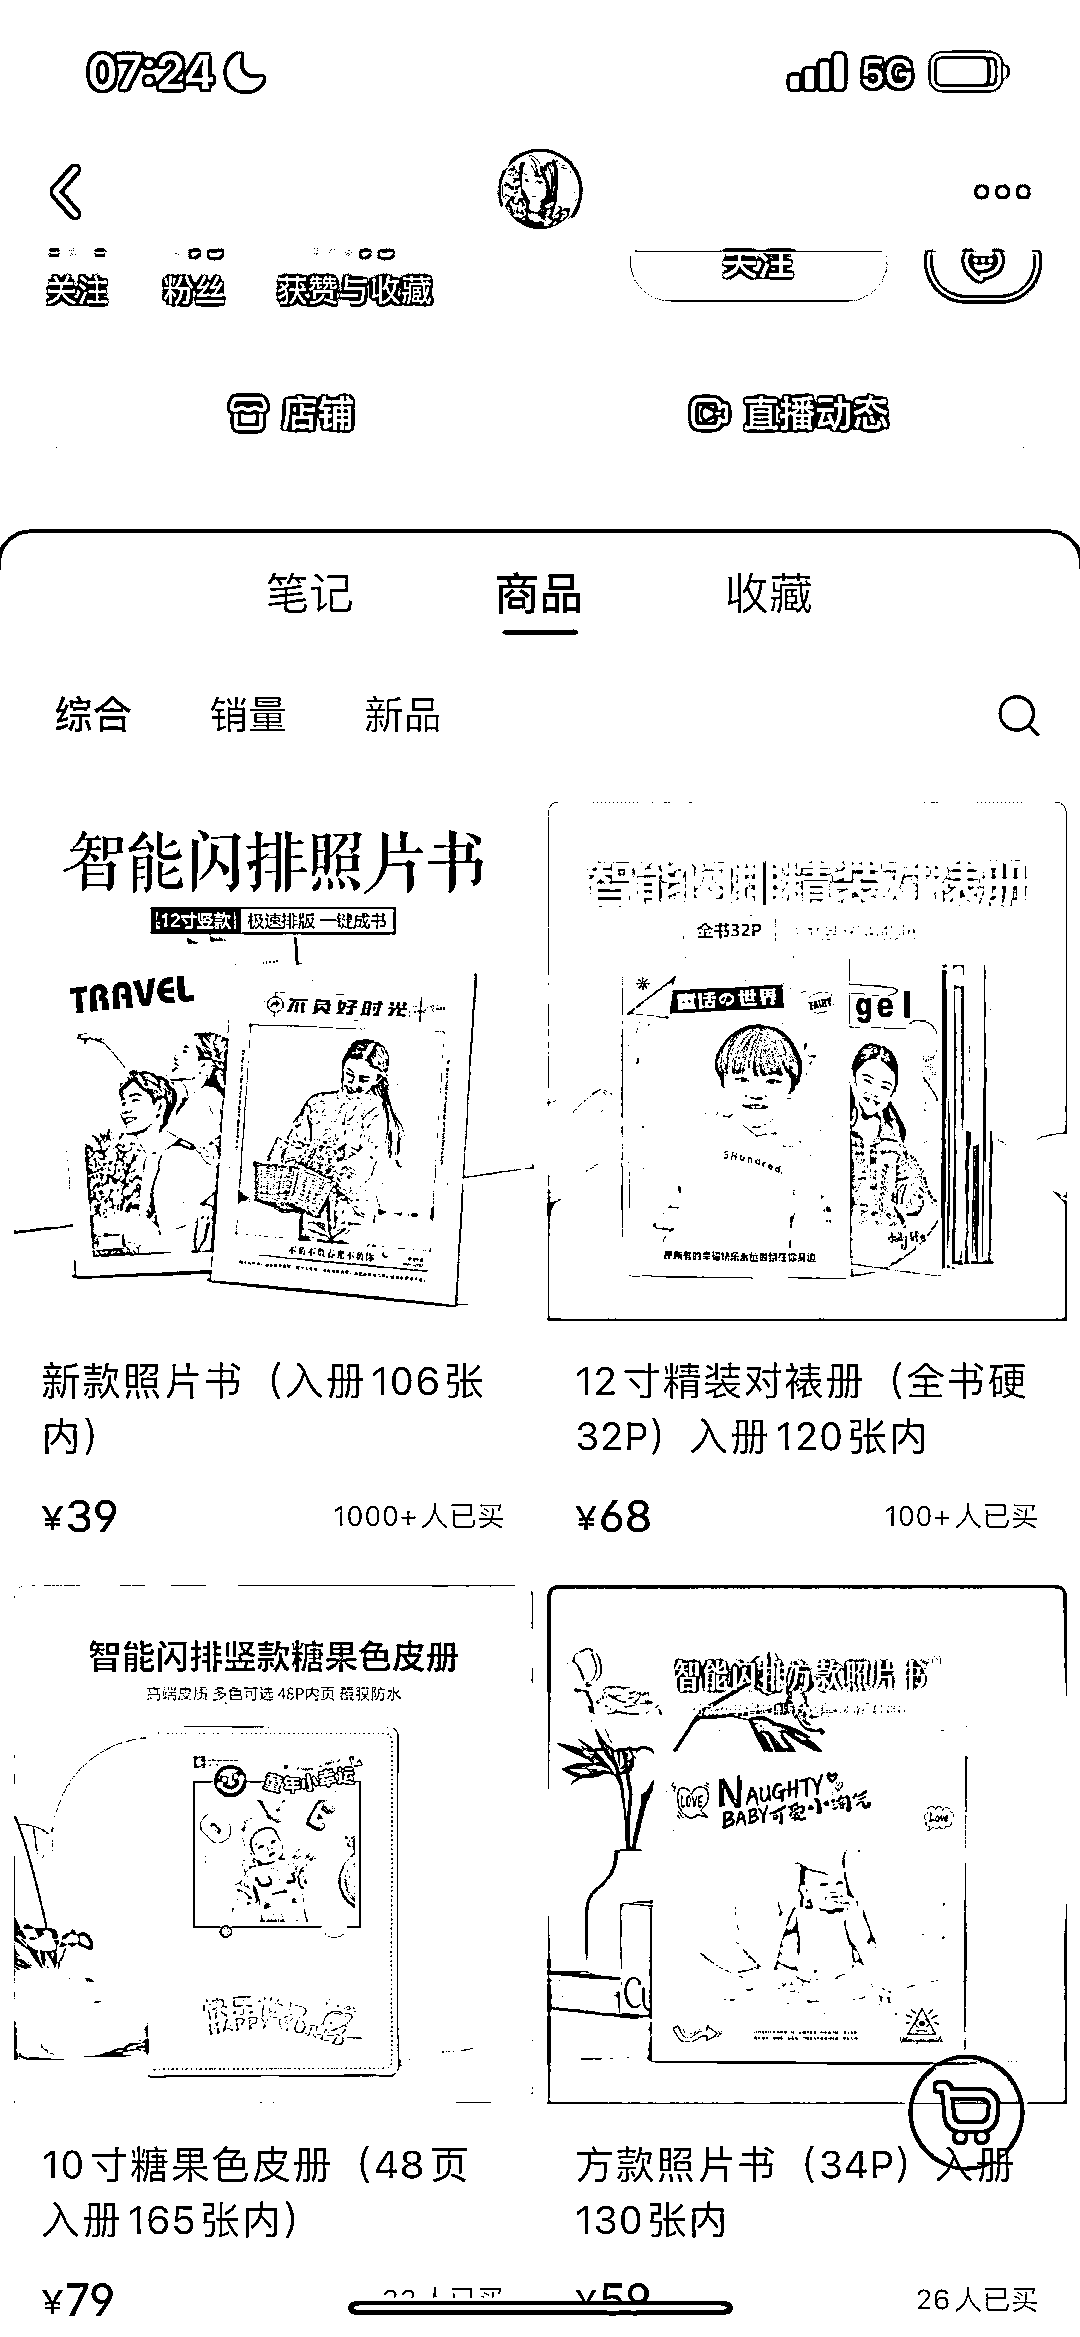 07:24
5G
关注
粉丝
获赞与收藏
关注
店铺
直播动态
笔记
商品
收藏
综合
销量
新品
智能闪排照片书
12寸竖款 极速排版 一键成书
TRAVEL
不负好时光
智能闪排精装对裱册
全书32P
童话の世界
FAIRY
gel
SHundred.
新款照片书（入册106张
内）
¥39
1000+人已买
12寸精装对裱册（全书硬
32P）入册120张内
¥68
100+人已买
智能闪排竖款糖果色皮册
高端皮质 多色可选 48P内页 覆膜防水
童年小幸运
智能闪排方款照片书
LOVE
NAUGHTY
BABY可爱小淘气
Love
10寸糖果色皮册（48页
入册165张内）
¥79
方款照片书（34P）入册
130张内
¥59
26人已买